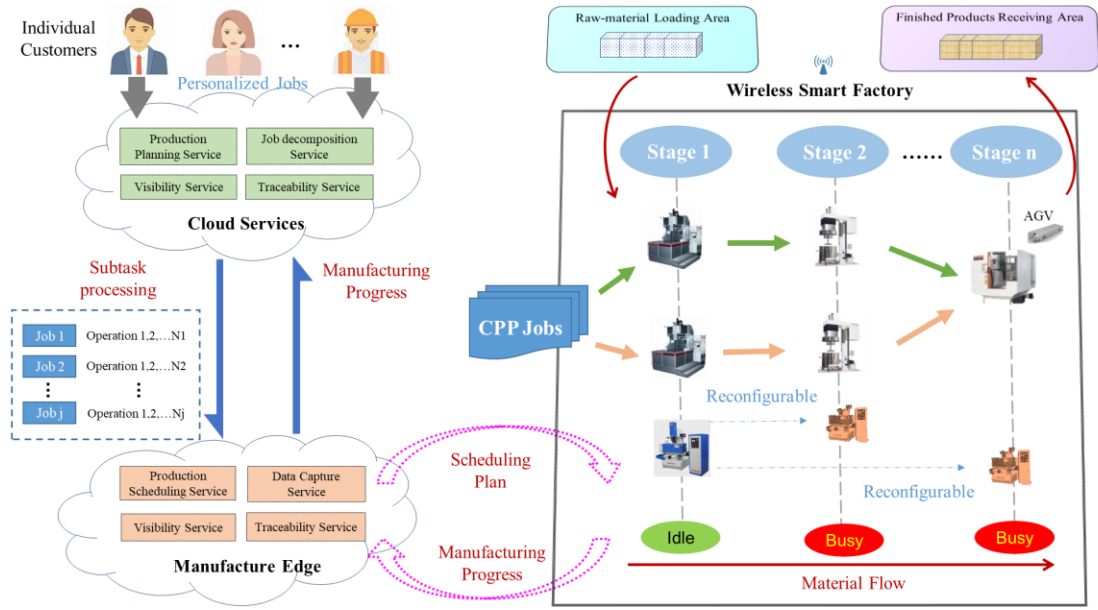 Individual
Customers
...
Personalized Jobs
Production
Planning Service
Job decomposition
Service
Visibility Service
Traceability Service
Cloud Services
Subtask
processing
Manufacturing
Progress
Job 1
Operation 1,2,...N1
Job 2
Operation 1,2,...N2
Job j
Operation 1,2,...Nj
Production
Scheduling Service
Data Capture
Service
Visibility Service
Traceability Service
Manufacture Edge
Scheduling
Plan
Manufacturing
Progress
Raw-material Loading Area
Finished Products Receiving Area
Wireless Smart Factory
Stage 1
Stage 2
......
Stage n
AGV
CPP Jobs
Reconfigurable
Reconfigurable
Idle
Busy
Busy
Material Flow